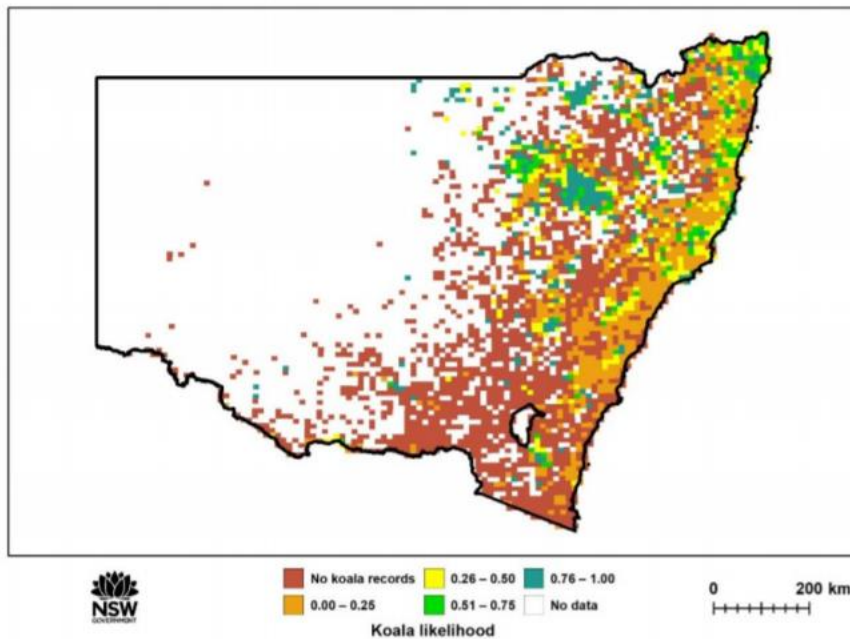 No koala records
0.26 – 0.50
0.76 – 1.00
0.00 – 0.25
0.51 – 0.75
No data
Koala likelihood
NSW
GOVERNMENT
0
200 km